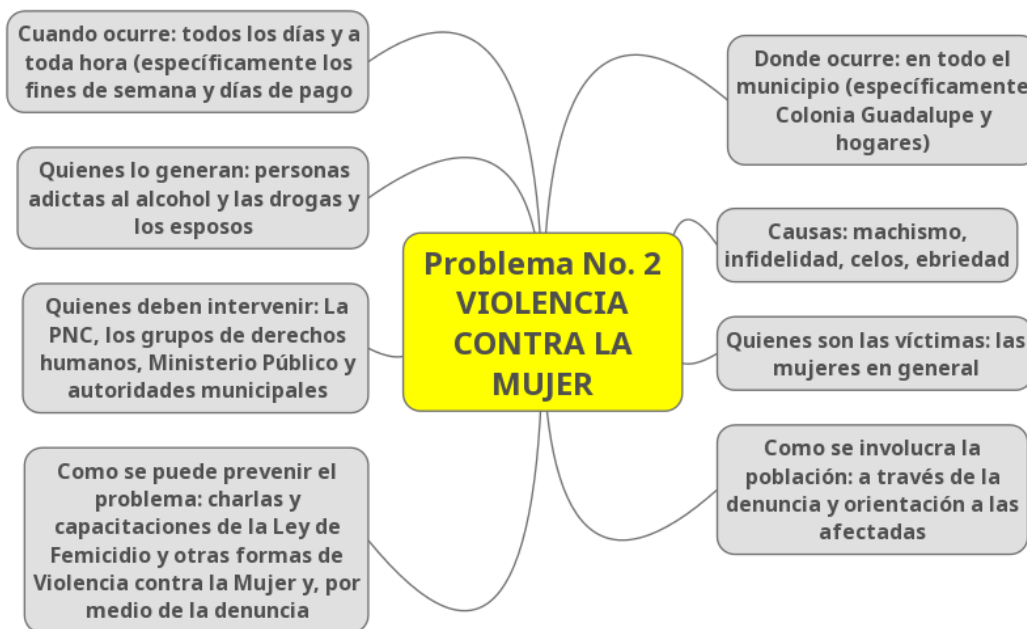 Cuando ocurre: todos los días y a
toda hora (específicamente los
fines de semana y días de pago
Quienes lo generan: personas
adictas al alcohol y las drogas y
los esposos
Quienes deben intervenir: La
PNC, los grupos de derechos
humanos, Ministerio Público y
autoridades municipales
Como se puede prevenir el
problema: charlas y
capacitaciones de la Ley de
Femicidio y otras formas de
Violencia contra la Mujer y, por
medio de la denuncia
Problema No. 2
VIOLENCIA
CONTRA LA
MUJER
Donde ocurre: en todo el
municipio (específicamente
Colonia Guadalupe y
hogares)
Causas: machismo,
infidelidad, celos, ebriedad
Quienes son las víctimas: las
mujeres en general
Como se involucra la
población: a través de la
denuncia y orientación a las
afectadas